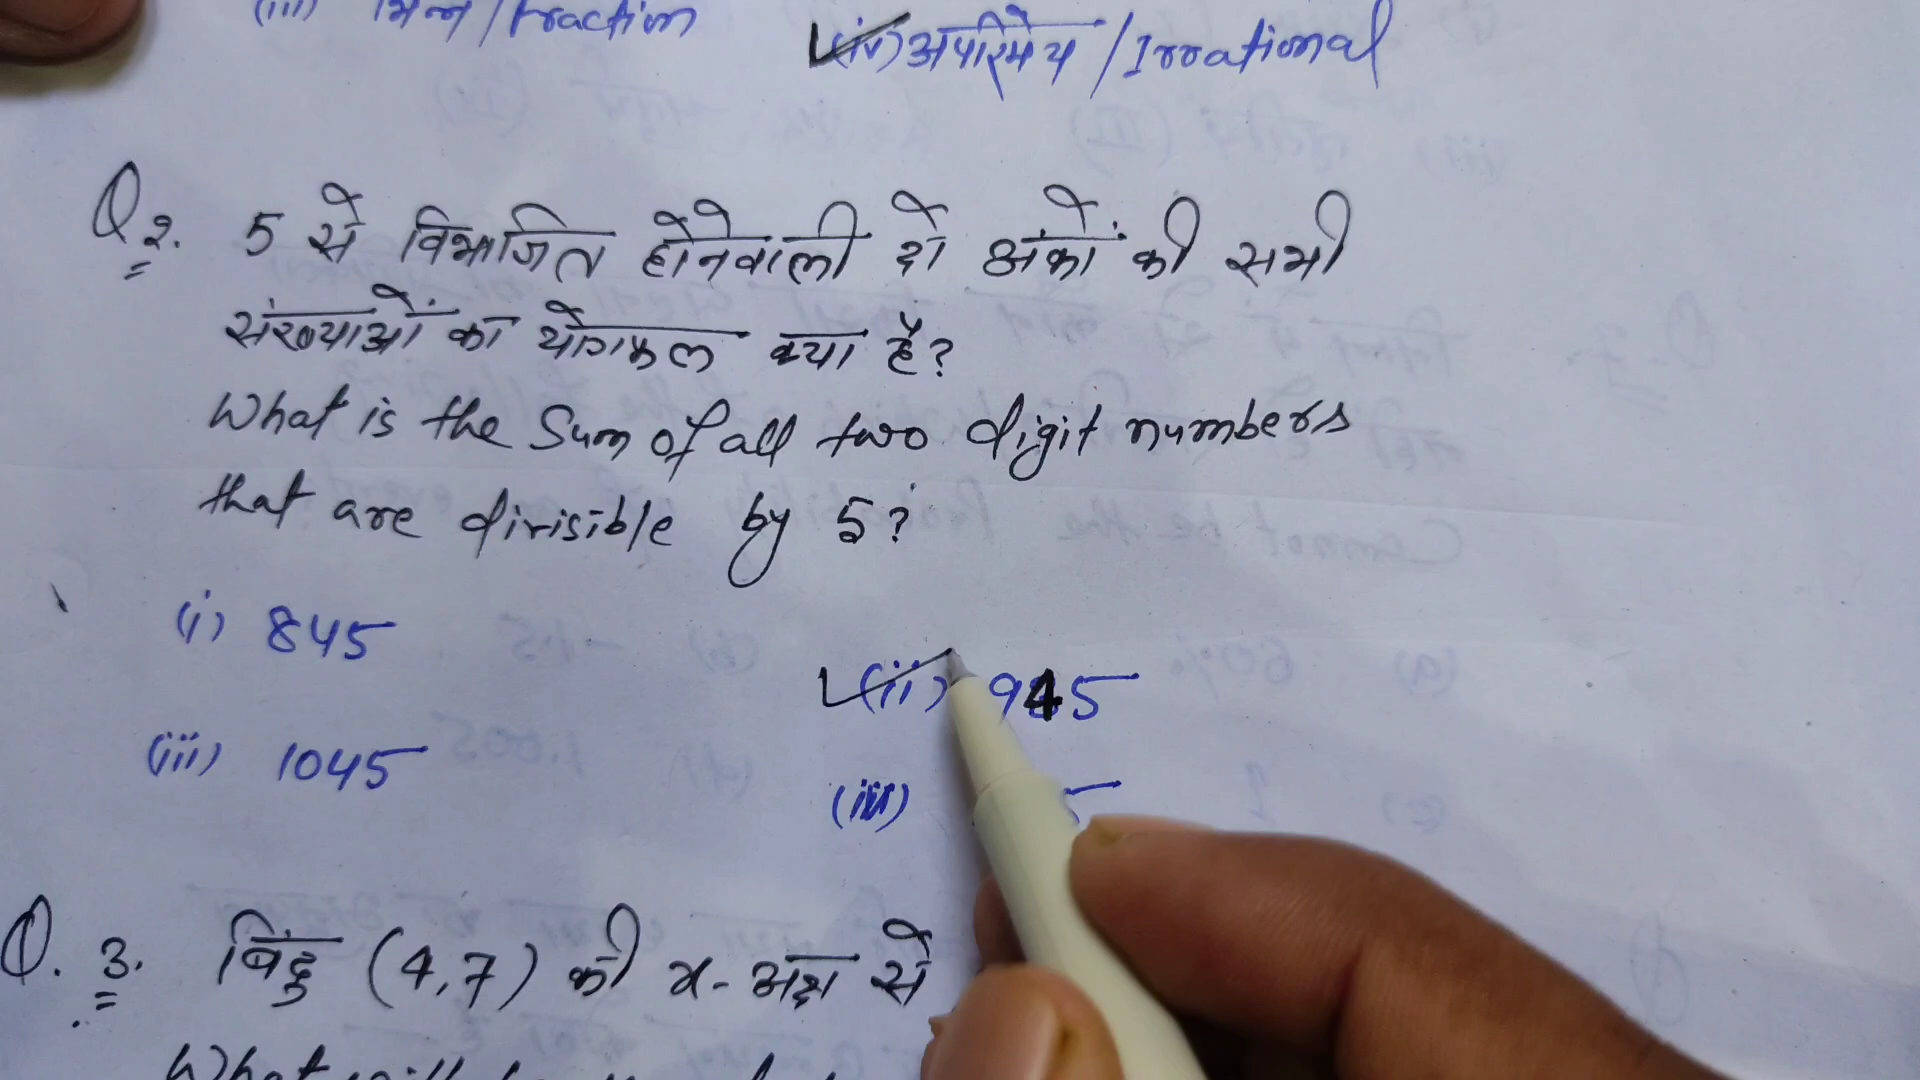 (iii) भिन्न/fraction
(iv) अपरिमेय/Irrational
Q 2. 5 से विभाजित होनेवाली दो अंकों की सभी
संख्याओं का योगफल क्या है?
What is the Sum of all two digit numbers
that are divisible by 5?
(i) 845
(ii) 945
(iii) 1045
(iii)
Q. 3. बिंदु (4,7) की x-अक्ष से